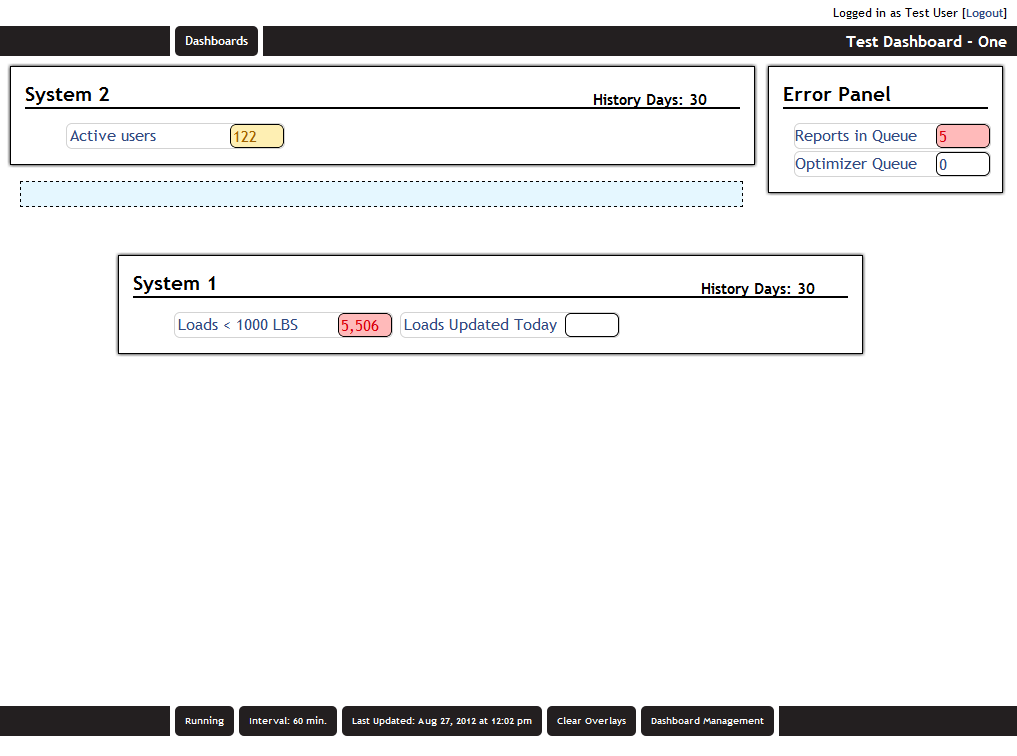 Logged in as Test User [Logout]
Dashboards
Test Dashboard - One
System 2
History Days: 30
Active users 122
Error Panel
Reports in Queue 5
Optimizer Queue 0
System 1
History Days: 30
Loads < 1000 LBS 5,506 Loads Updated Today
Running Interval: 60 min. Last Updated: Aug 27, 2012 at 12:02 pm Clear Overlays Dashboard Management